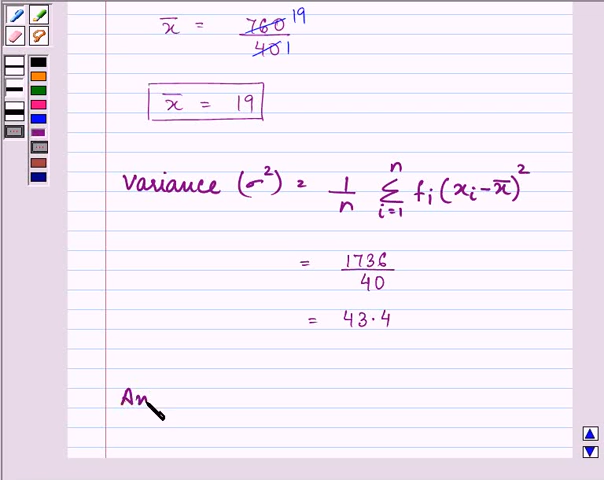 x̄ = 760/40 19 1
x̄ = 19
Variance (σ²) = 1/n Σ_{i=1}^{n} f_i (x_i - x̄)²
= 1736/40
= 43.4
An